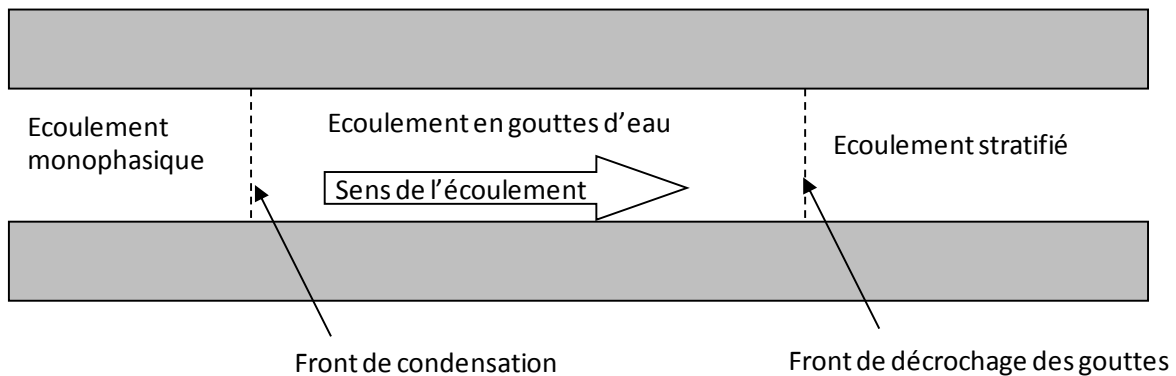 Ecoulement
monophasique
Ecoulement en gouttes d'eau
Sens de l'écoulement
Ecoulement stratifié
Front de condensation
Front de décrochage des gouttes